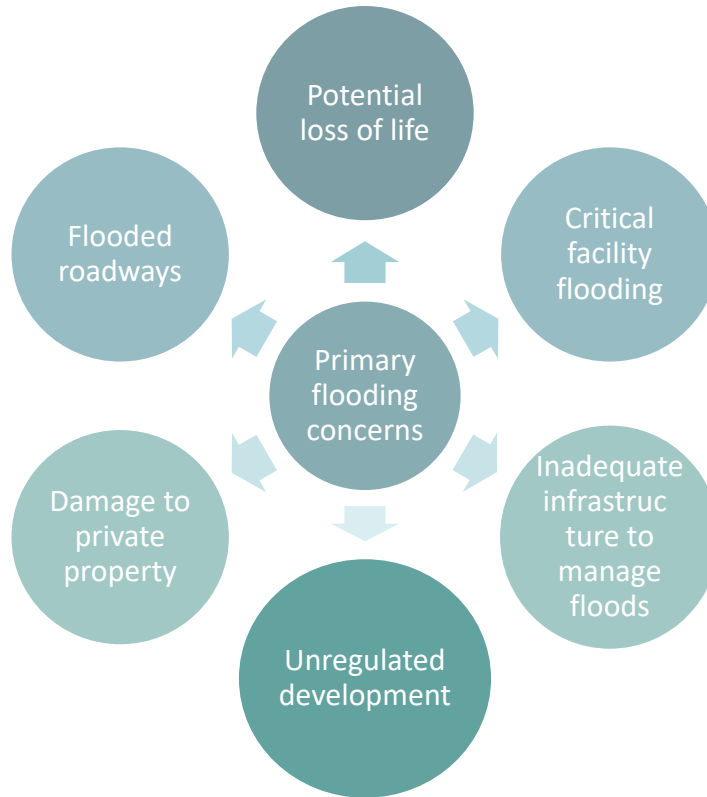 Potential
loss of life
Critical
facility
flooding
Inadequate
infrastruc
ture to
manage
floods
Unregulated
development
Damage to
private
property
Flooded
roadways
Primary
flooding
concerns